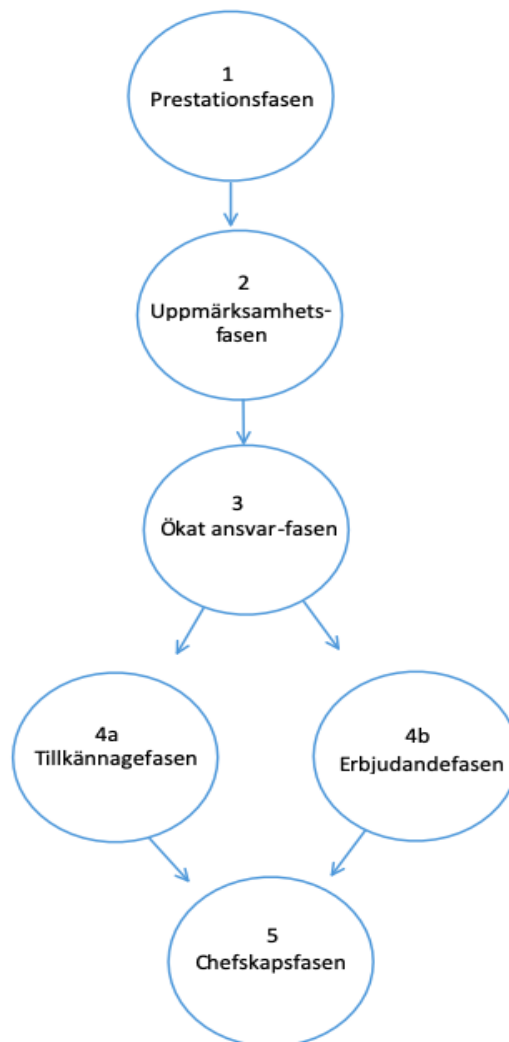 1
Prestationsfasen
2
Uppmärksamhets-
fasen
3
Ökat ansvar-fasen
4a
Tillkännagefasen
4b
Erbjudandefasen
5
Chefskapsfasen